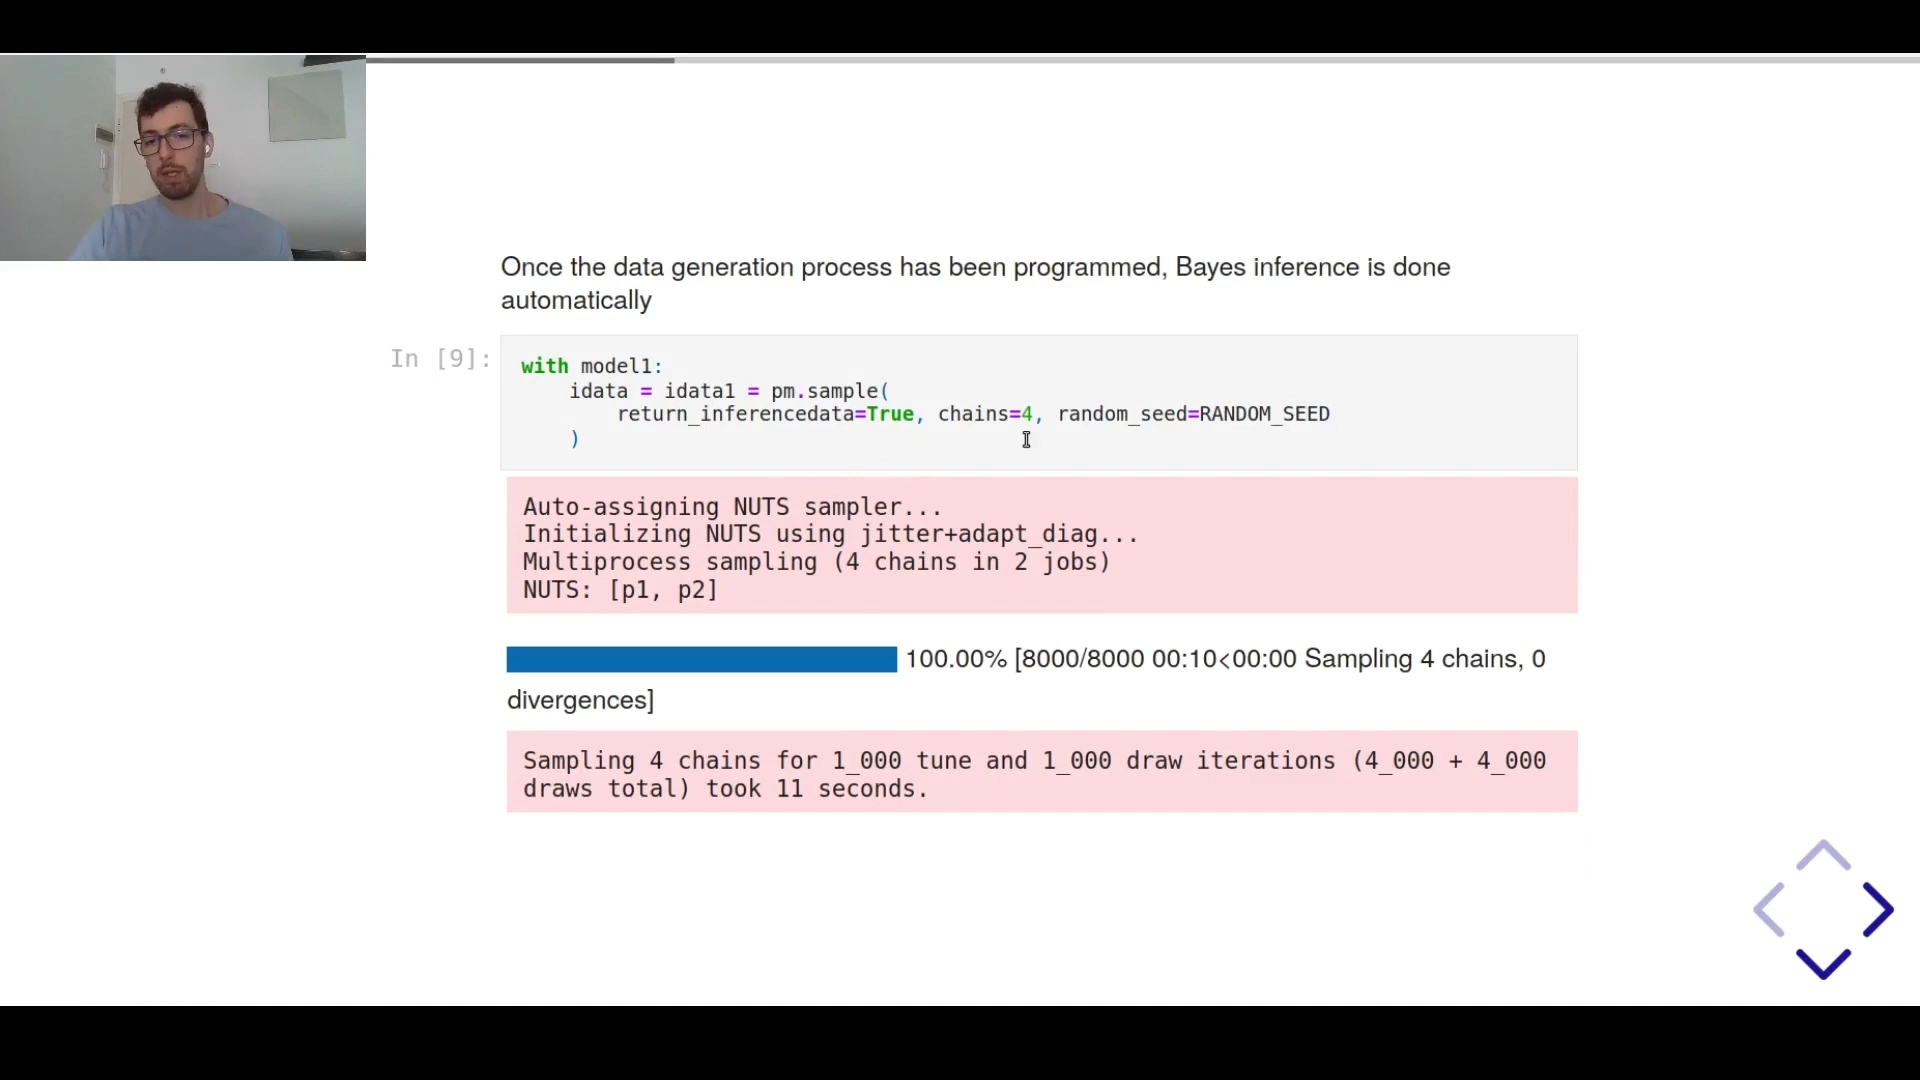 Once the data generation process has been programmed, Bayes inference is done
automatically
In [9]:
with model1:
    idata = idata1 = pm.sample(
        return_inferencedata=True, chains=4, random_seed=RANDOM_SEED
    )
Auto-assigning NUTS sampler...
Initializing NUTS using jitter+adapt_diag...
Multiprocess sampling (4 chains in 2 jobs)
NUTS: [p1, p2]
100.00% [8000/8000 00:10<00:00 Sampling 4 chains, 0
divergences]
Sampling 4 chains for 1_000 tune and 1_000 draw iterations (4_000 + 4_000
draws total) took 11 seconds.